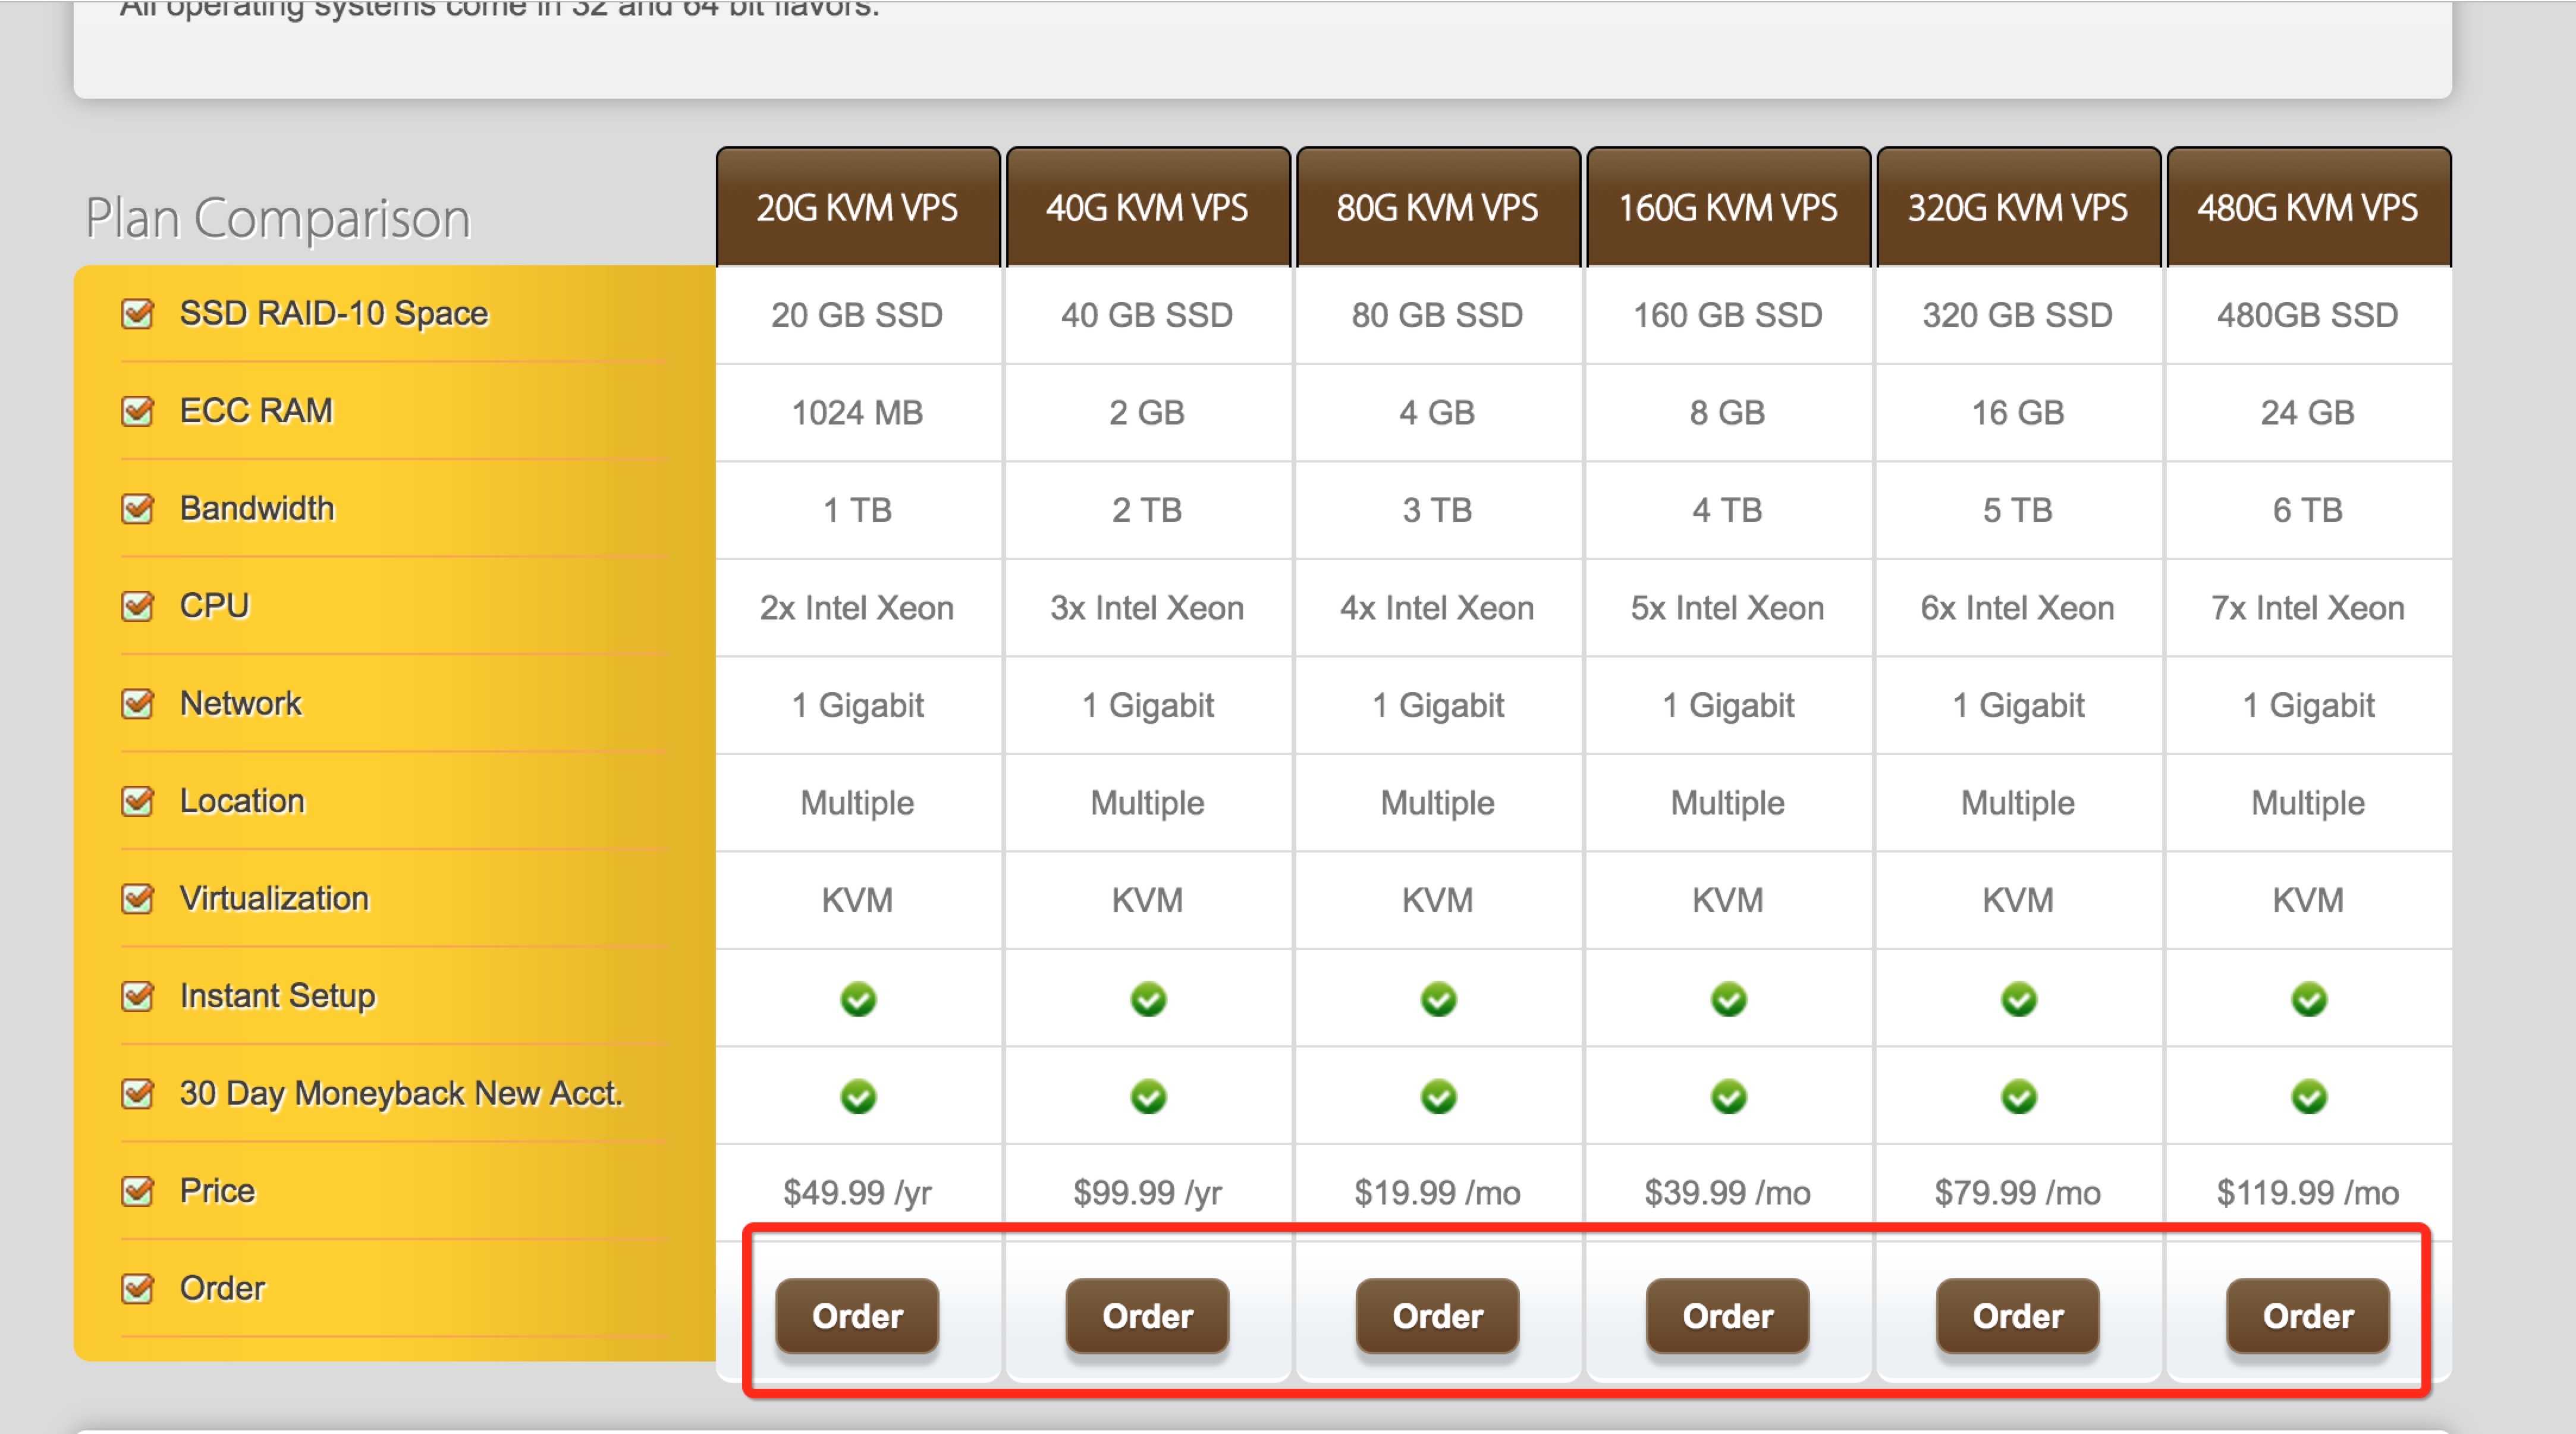 All operating systems come in 32 and 64 bit flavors.
Plan Comparison
20G KVM VPS 40G KVM VPS 80G KVM VPS 160G KVM VPS 320G KVM VPS 480G KVM VPS
SSD RAID-10 Space 20 GB SSD 40 GB SSD 80 GB SSD 160 GB SSD 320 GB SSD 480GB SSD
ECC RAM 1024 MB 2 GB 4 GB 8 GB 16 GB 24 GB
Bandwidth 1 TB 2 TB 3 TB 4 TB 5 TB 6 TB
CPU 2x Intel Xeon 3x Intel Xeon 4x Intel Xeon 5x Intel Xeon 6x Intel Xeon 7x Intel Xeon
Network 1 Gigabit 1 Gigabit 1 Gigabit 1 Gigabit 1 Gigabit 1 Gigabit
Location Multiple Multiple Multiple Multiple Multiple Multiple
Virtualization KVM KVM KVM KVM KVM KVM
Instant Setup
30 Day Moneyback New Acct.
Price $49.99 /yr $99.99 /yr $19.99 /mo $39.99 /mo $79.99 /mo $119.99 /mo
Order Order Order Order Order Order Order